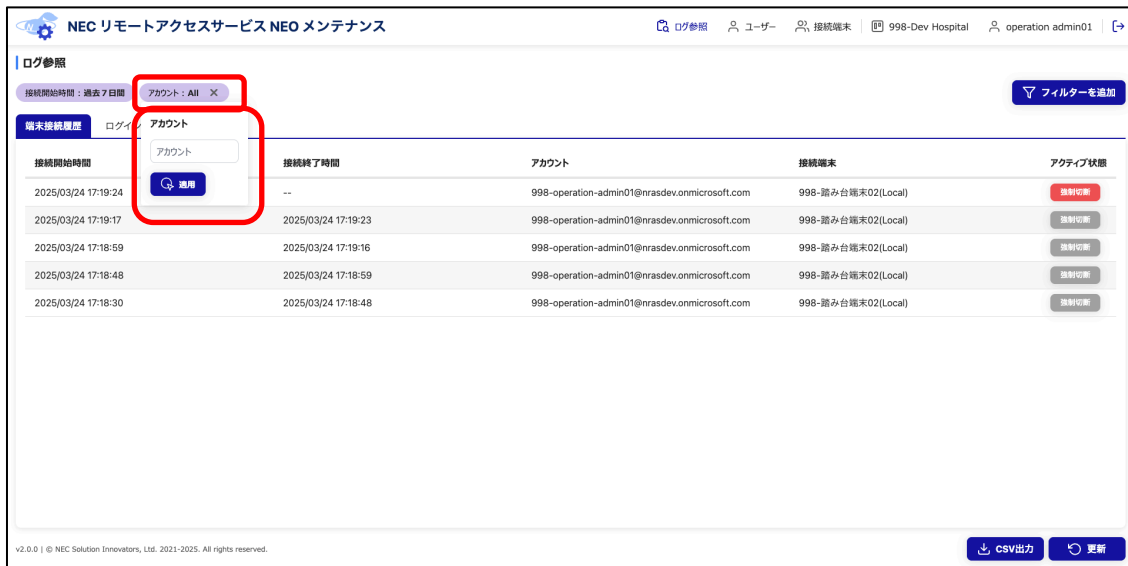 NEC リモートアクセスサービス NEO メンテナンス ログ参照 ユーザー 接続端末 998-Dev Hospital operation admin01
ログ参照
接続開始時間 : 過去 7 日間 アカウント : All × フィルターを追加
端末接続履歴 ログイン アカウント
アカウント
適用
接続開始時間 接続終了時間 アカウント 接続端末 アクティブ状態
2025/03/24 17:19:24 -- 998-operation-admin01@nrasdev.onmicrosoft.com 998-踏み台端末02(Local) 強制切断
2025/03/24 17:19:17 2025/03/24 17:19:23 998-operation-admin01@nrasdev.onmicrosoft.com 998-踏み台端末02(Local) 強制切断
2025/03/24 17:18:59 2025/03/24 17:19:16 998-operation-admin01@nrasdev.onmicrosoft.com 998-踏み台端末02(Local) 強制切断
2025/03/24 17:18:48 2025/03/24 17:18:59 998-operation-admin01@nrasdev.onmicrosoft.com 998-踏み台端末02(Local) 強制切断
2025/03/24 17:18:30 2025/03/24 17:18:48 998-operation-admin01@nrasdev.onmicrosoft.com 998-踏み台端末02(Local) 強制切断
v2.0.0 | © NEC Solution Innovators, Ltd. 2021-2025. All rights reserved. CSV出力 更新